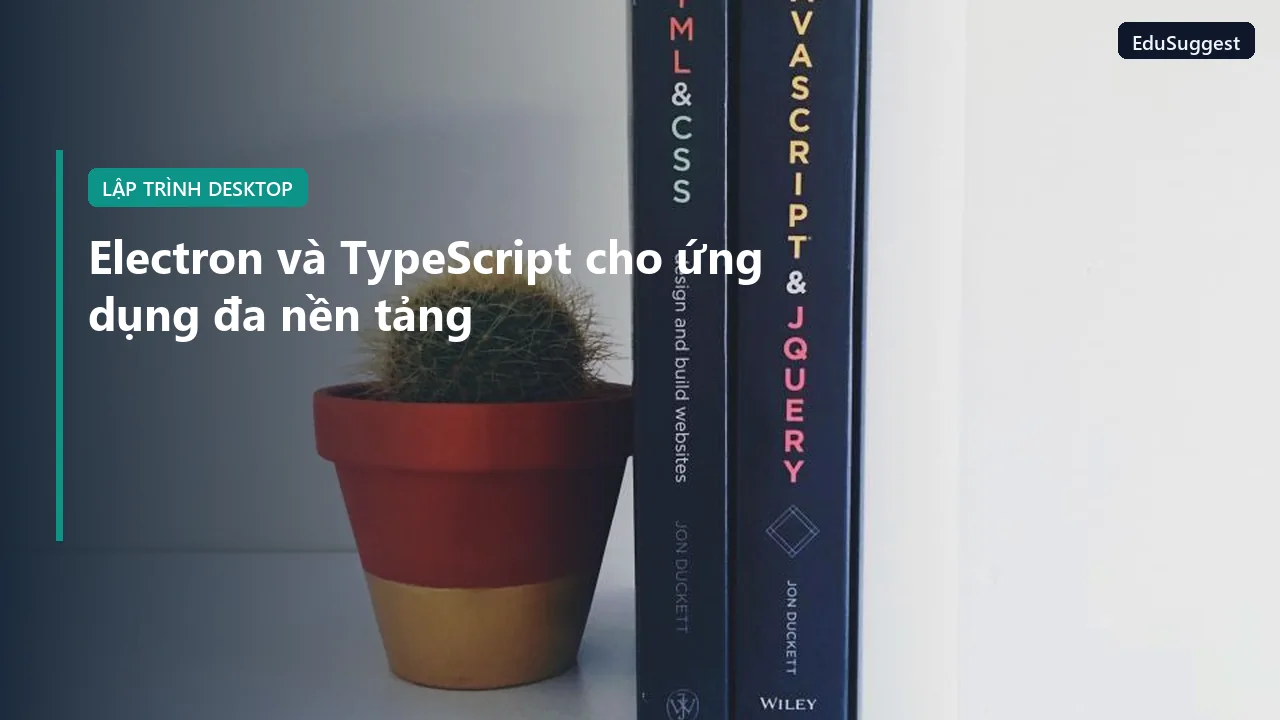 EduSuggest
LẬP TRÌNH DESKTOP
Electron và TypeScript cho ứng
dụng đa nền tảng
ML & CSS
design and build websites
JON DUCKETT
WILEY
VASCRIPT & JQUERY
JON DUCKETT